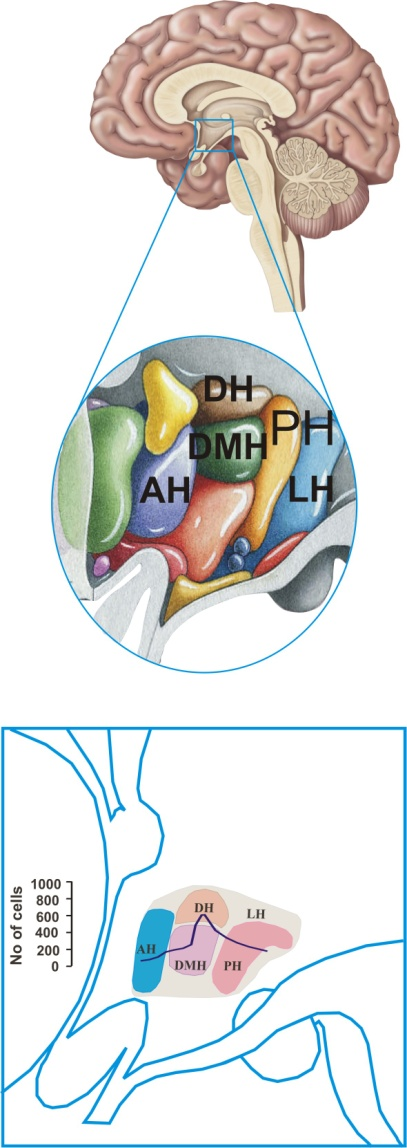 DH
PH
DMH
AH
LH
No of cells
1000
800
600
400
200
0
DH
LH
AH
DMH
PH